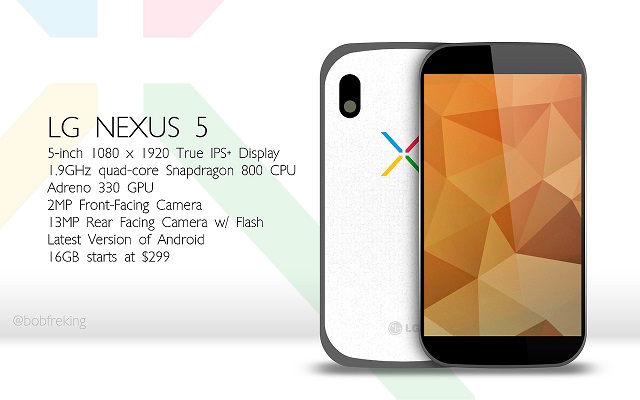 LG NEXUS 5
5-inch 1080 x 1920 True IPS+ Display
1.9GHz quad-core Snapdragon 800 CPU
Adreno 330 GPU
2MP Front-Facing Camera
13MP Rear Facing Camera w/ Flash
Latest Version of Android
16GB starts at $299
@bobfreking
LG